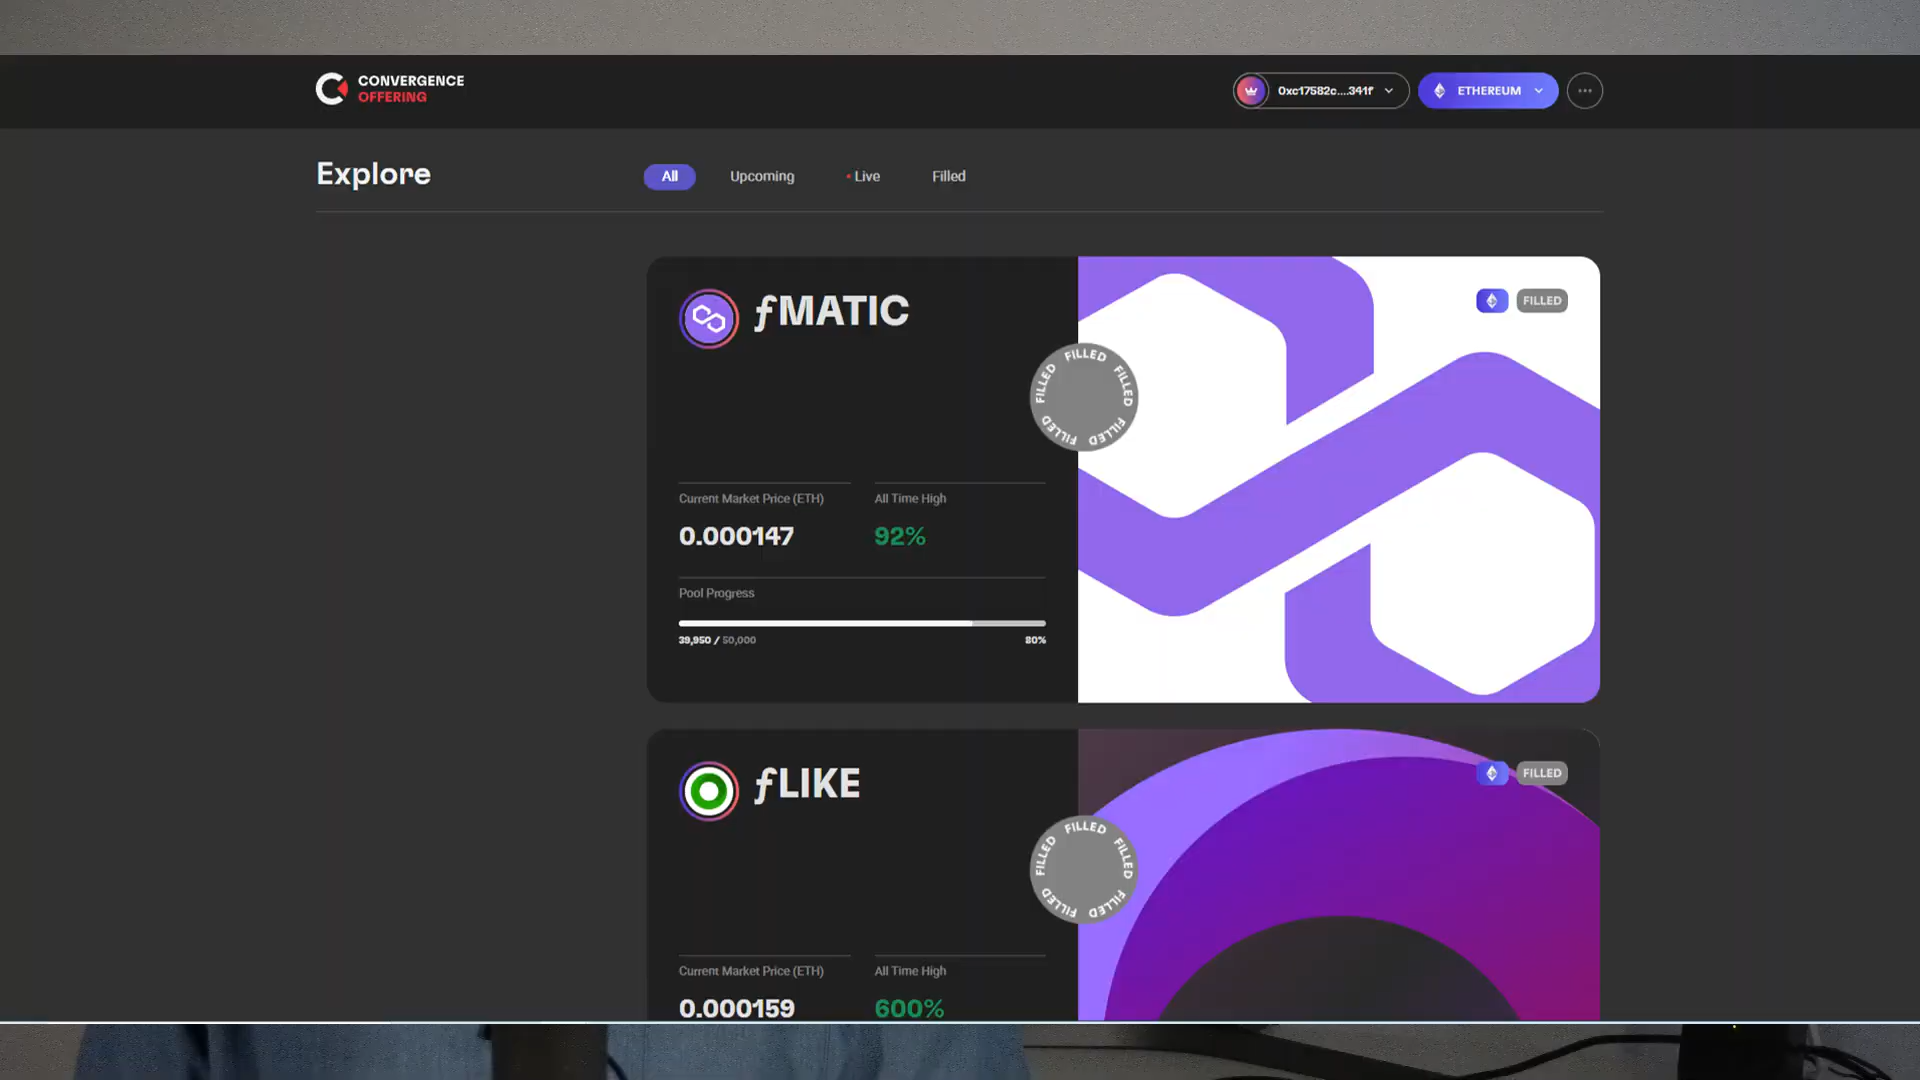 CONVERGENCE
OFFERING
0xc17582c....341f
ETHEREUM
Explore
All
Upcoming
Live
Filled
ƒMATIC
FILLED
FILLED FILLED FILLED FILLED FILLED
Current Market Price (ETH)
All Time High
0.000147
92%
Pool Progress
39,950 / 50,000
80%
ƒLIKE
FILLED
FILLED FILLED FILLED FILLED FILLED
Current Market Price (ETH)
All Time High
0.000159
600%